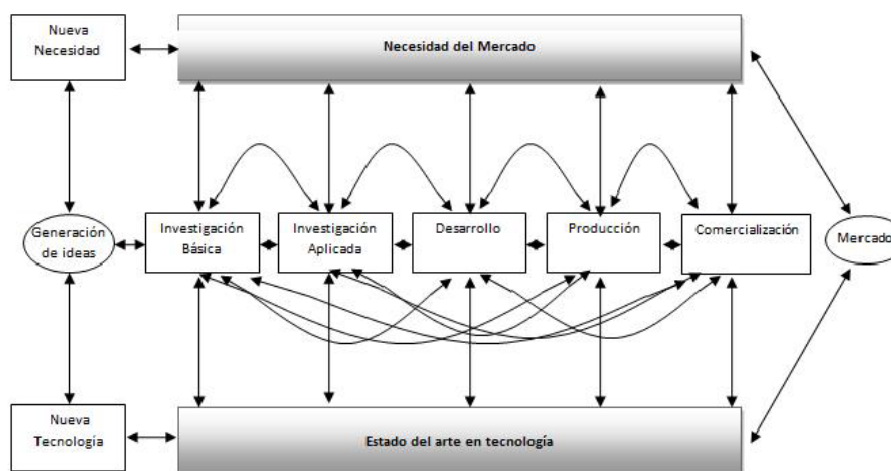 Nueva
Necesidad
Necesidad del Mercado
Generación
de ideas
Investigación
Básica
Investigación
Aplicada
Desarrollo
Producción
Comercialización
Mercado
Nueva
Tecnología
Estado del arte en tecnología